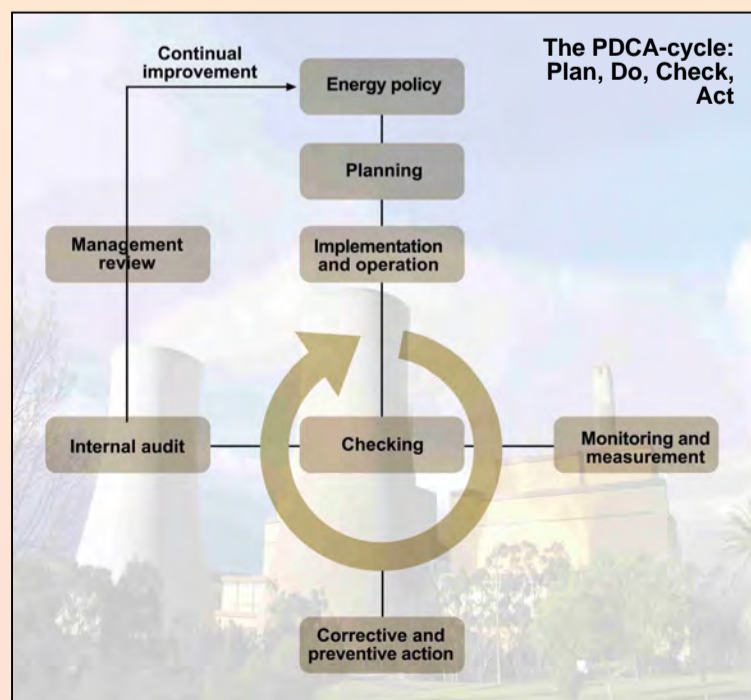 The PDCA-cycle:
Plan, Do, Check,
Act
Continual
improvement
Energy policy
Planning
Management
review
Implementation
and operation
Internal audit
Checking
Monitoring and
measurement
Corrective and
preventive action